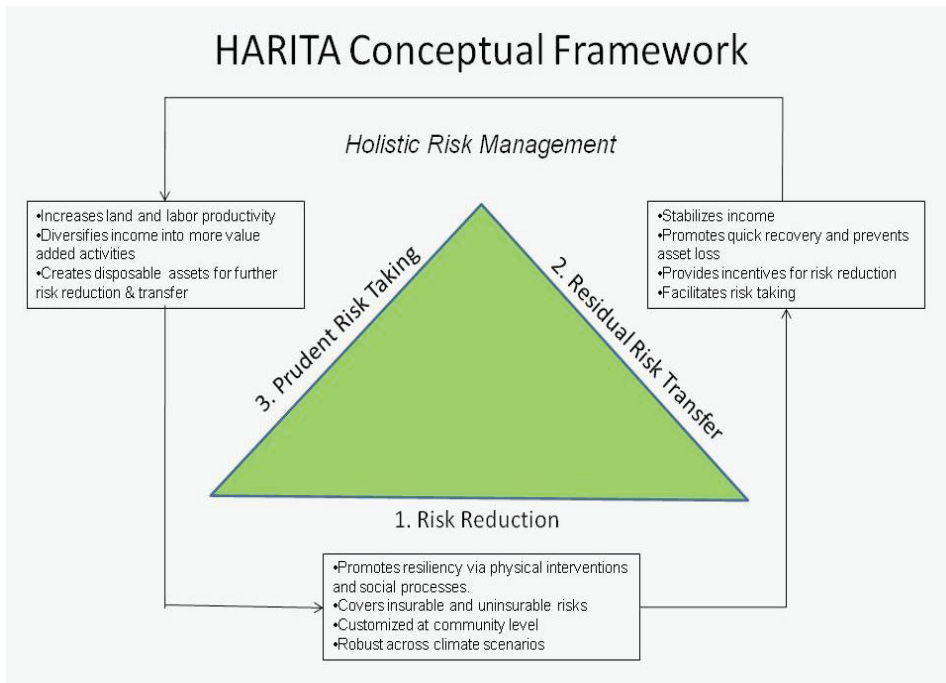 HARITA Conceptual Framework
Holistic Risk Management
•Increases land and labor productivity
•Diversifies income into more value
added activities
•Creates disposable assets for further
risk reduction & transfer
•Stabilizes income
•Promotes quick recovery and prevents
asset loss
•Provides incentives for risk reduction
•Facilitates risk taking
3. Prudent Risk Taking
2. Residual Risk Transfer
1. Risk Reduction
•Promotes resiliency via physical interventions
and social processes.
•Covers insurable and uninsurable risks
•Customized at community level
•Robust across climate scenarios